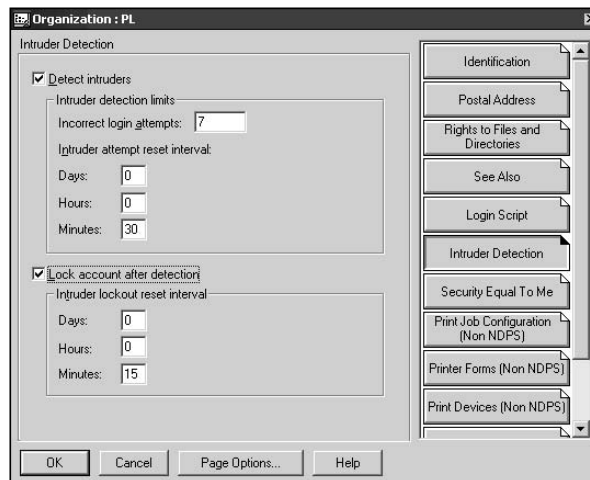 Organization : PL
Intruder Detection
Detect intruders
Intruder detection limits
Incorrect login attempts: 7
Intruder attempt reset interval:
Days: 0
Hours: 0
Minutes: 30
Lock account after detection
Intruder lockout reset interval
Days: 0
Hours: 0
Minutes: 15
Identification
Postal Address
Rights to Files and
Directories
See Also
Login Script
Intruder Detection
Security Equal To Me
Print Job Configuration
(Non NDPS)
Printer Forms (Non NDPS)
Print Devices (Non NDPS)
OK Cancel Page Options... Help